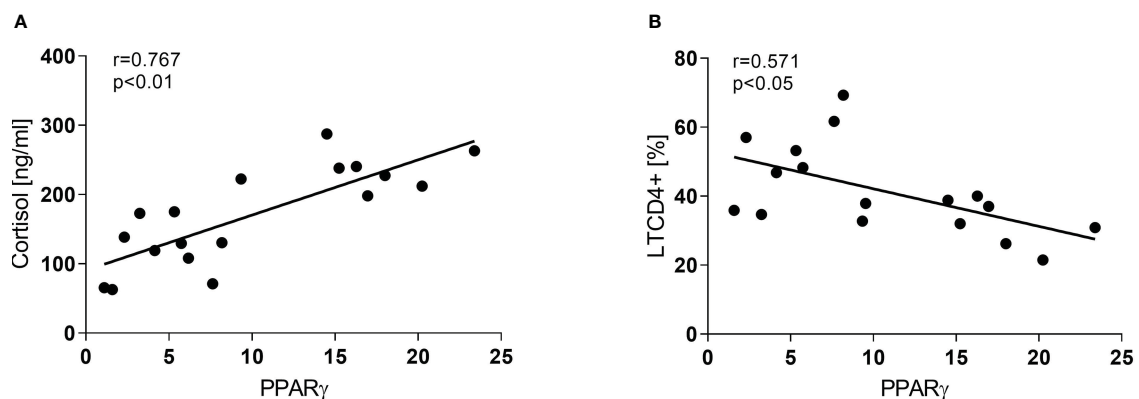 A
r=0.767
p<0.01
Cortisol [ng/ml]
400
300
200
100
0
0 5 10 15 20 25
PPARγ
B
r=0.571
p<0.05
LTCD4+ [%]
80
60
40
20
0
0 5 10 15 20 25
PPARγ